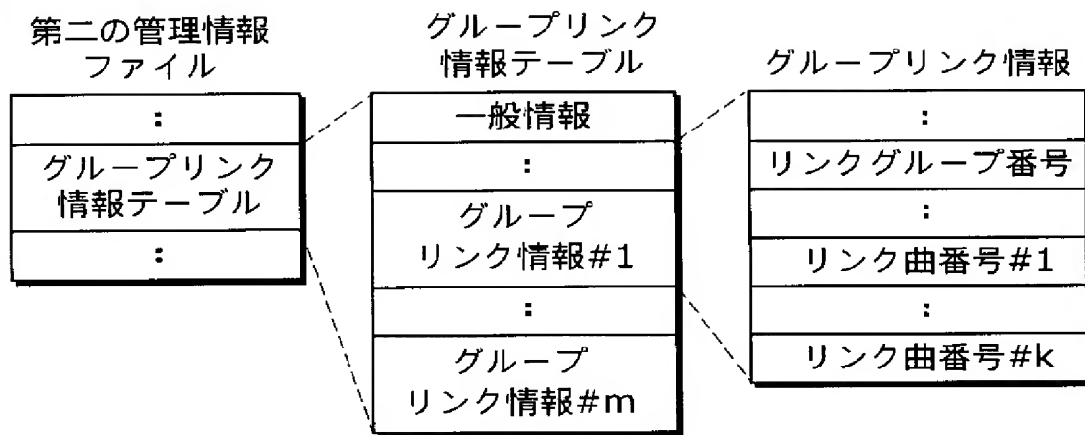 第二の管理情報
ファイル
:
グループリンク
情報テーブル
:
グループリンク
情報テーブル
一般情報
:
グループ
リンク情報#1
:
グループ
リンク情報#m
グループリンク情報
:
リンクグループ番号
:
リンク曲番号#1
:
リンク曲番号#k